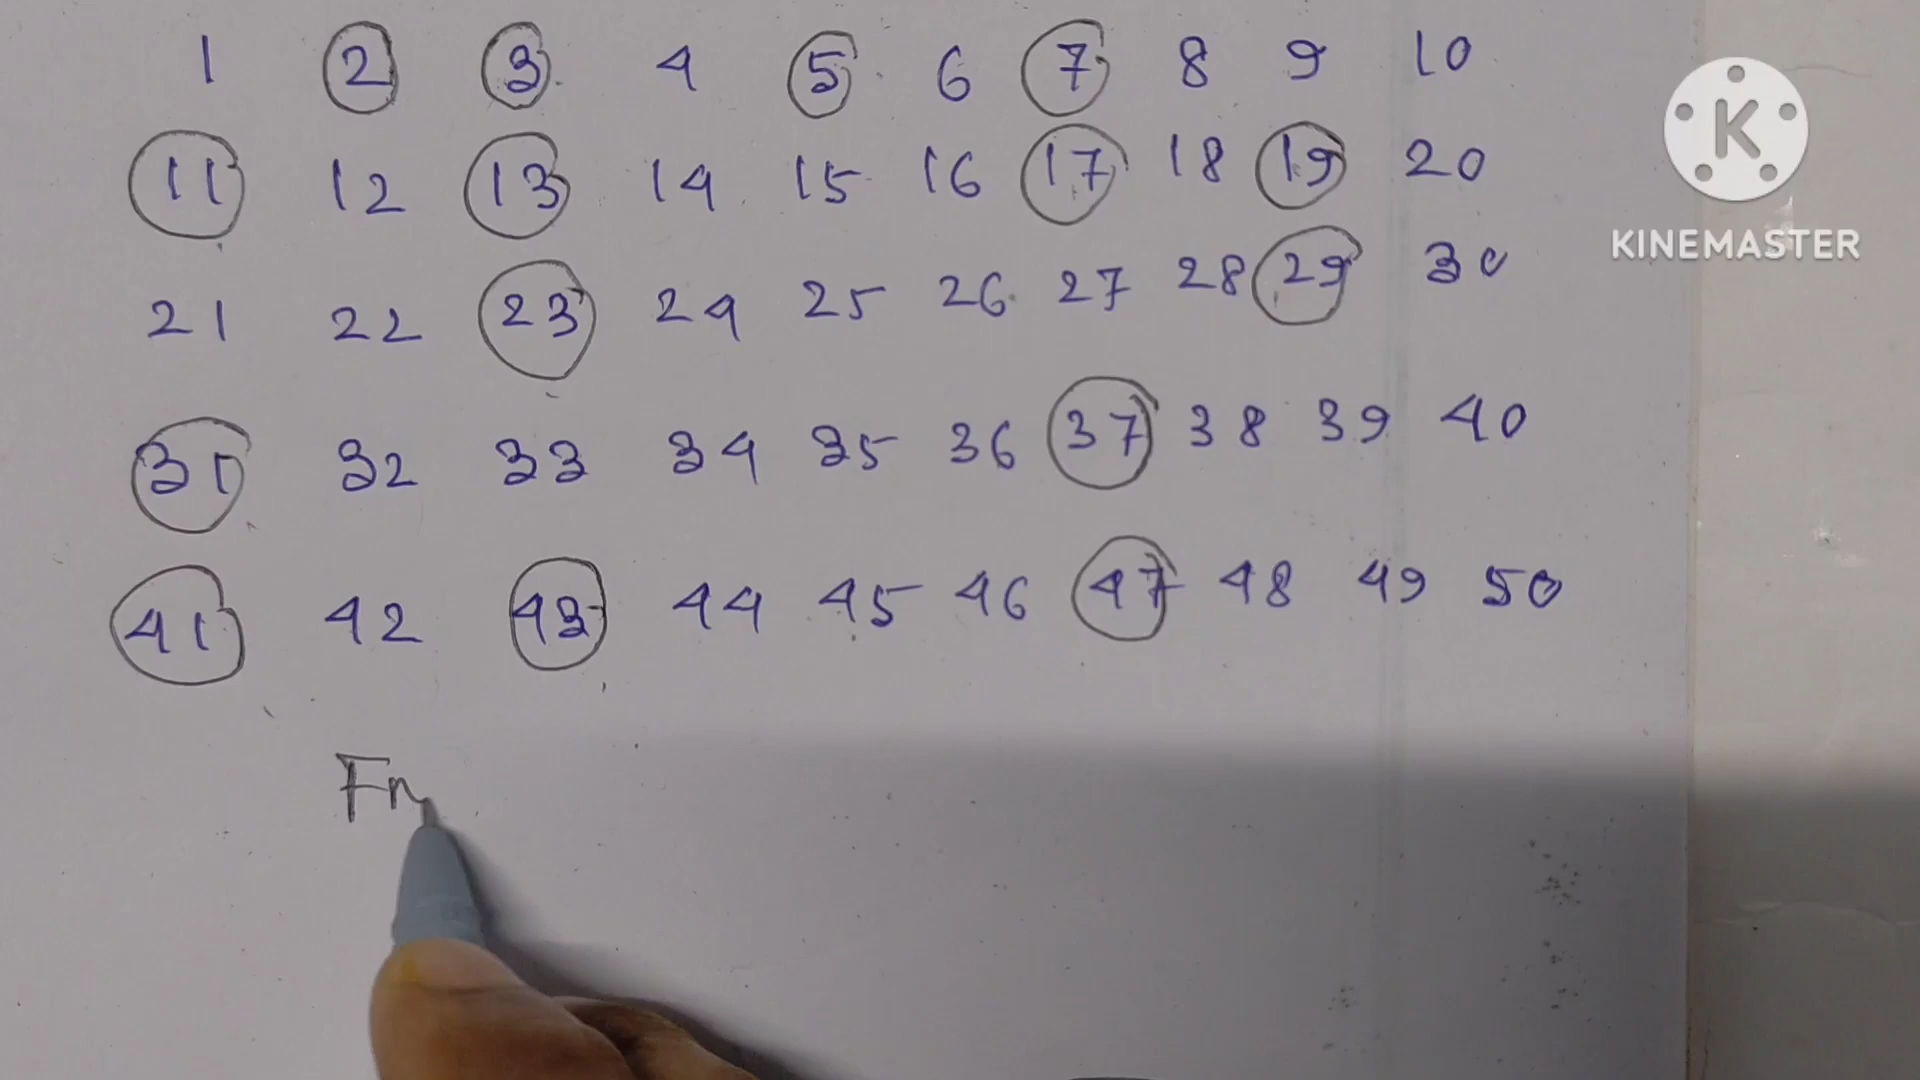 1 2 3 4 5 6 7 8 9 10
11 12 13 14 15 16 17 18 19 20
21 22 23 24 25 26 27 28 29 30
31 32 33 34 35 36 37 38 39 40
41 42 43 44 45 46 47 48 49 50
K
KINEMASTER